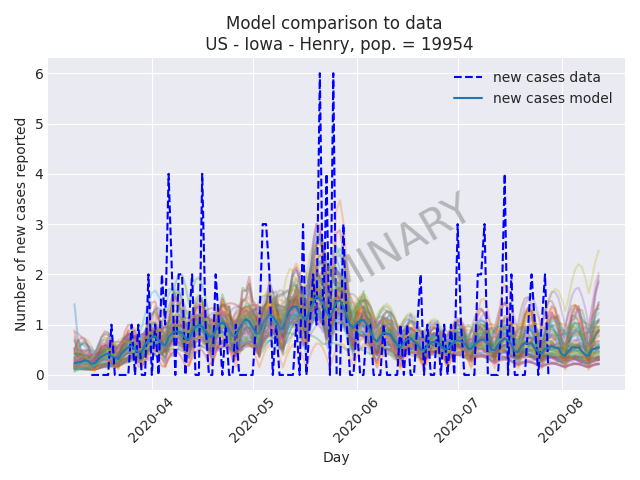 Model comparison to data
US - Iowa - Henry, pop. = 19954
new cases data
new cases model
Number of new cases reported
6
5
4
3
2
1
0
2020-04
2020-05
2020-06
2020-07
2020-08
Day